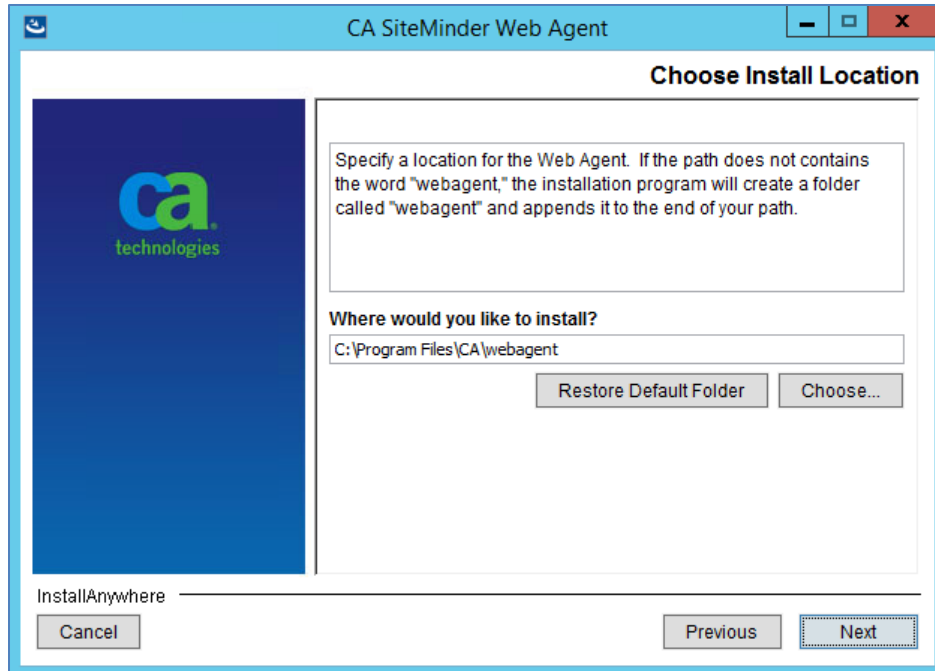 CA SiteMinder Web Agent
Choose Install Location
ca.
technologies
Specify a location for the Web Agent. If the path does not contains
the word "webagent," the installation program will create a folder
called "webagent" and appends it to the end of your path.
Where would you like to install?
C:\Program Files\CA\webagent
Restore Default Folder
Choose...
InstallAnywhere
Cancel
Previous
Next